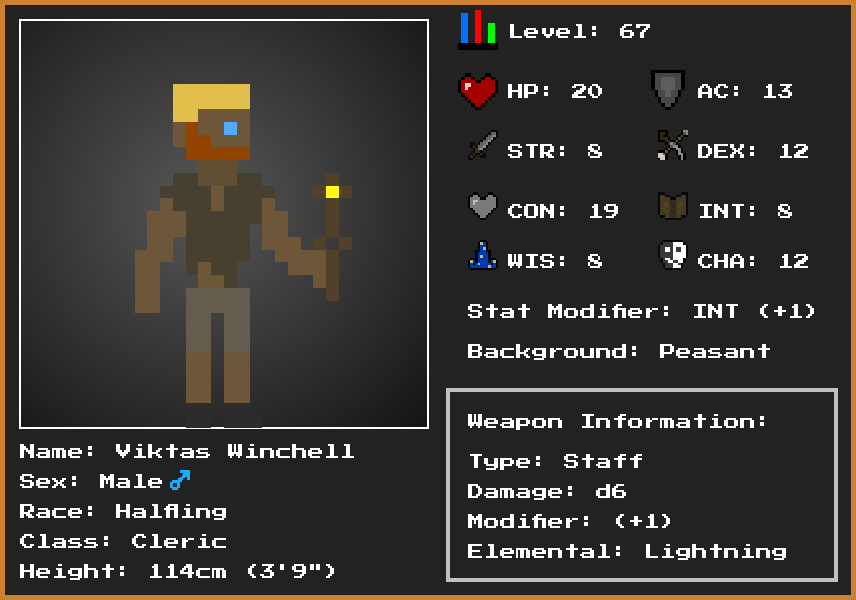 Level: 67
HP: 20 AC: 13
STR: 8 DEX: 12
CON: 19 INT: 8
WIS: 8 CHA: 12
Stat Modifier: INT (+1)
Background: Peasant
Weapon Information:
Type: Staff
Damage: d6
Modifier: (+1)
Elemental: Lightning
Name: Viktas Winchell
Sex: Male ♂
Race: Halfling
Class: Cleric
Height: 114cm (3'9")